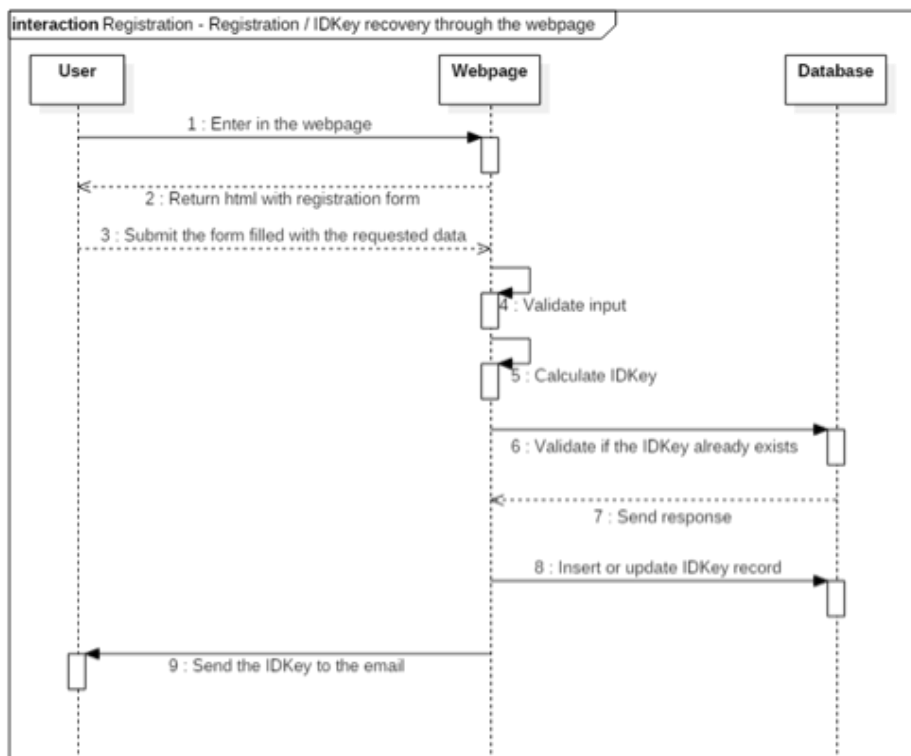 interaction Registration - Registration / IDKey recovery through the webpage
User
Webpage
Database
1 : Enter in the webpage
2 : Return html with registration form
3 : Submit the form filled with the requested data
4 : Validate input
5 : Calculate IDKey
6 : Validate if the IDKey already exists
7 : Send response
8 : Insert or update IDKey record
9 : Send the IDKey to the email